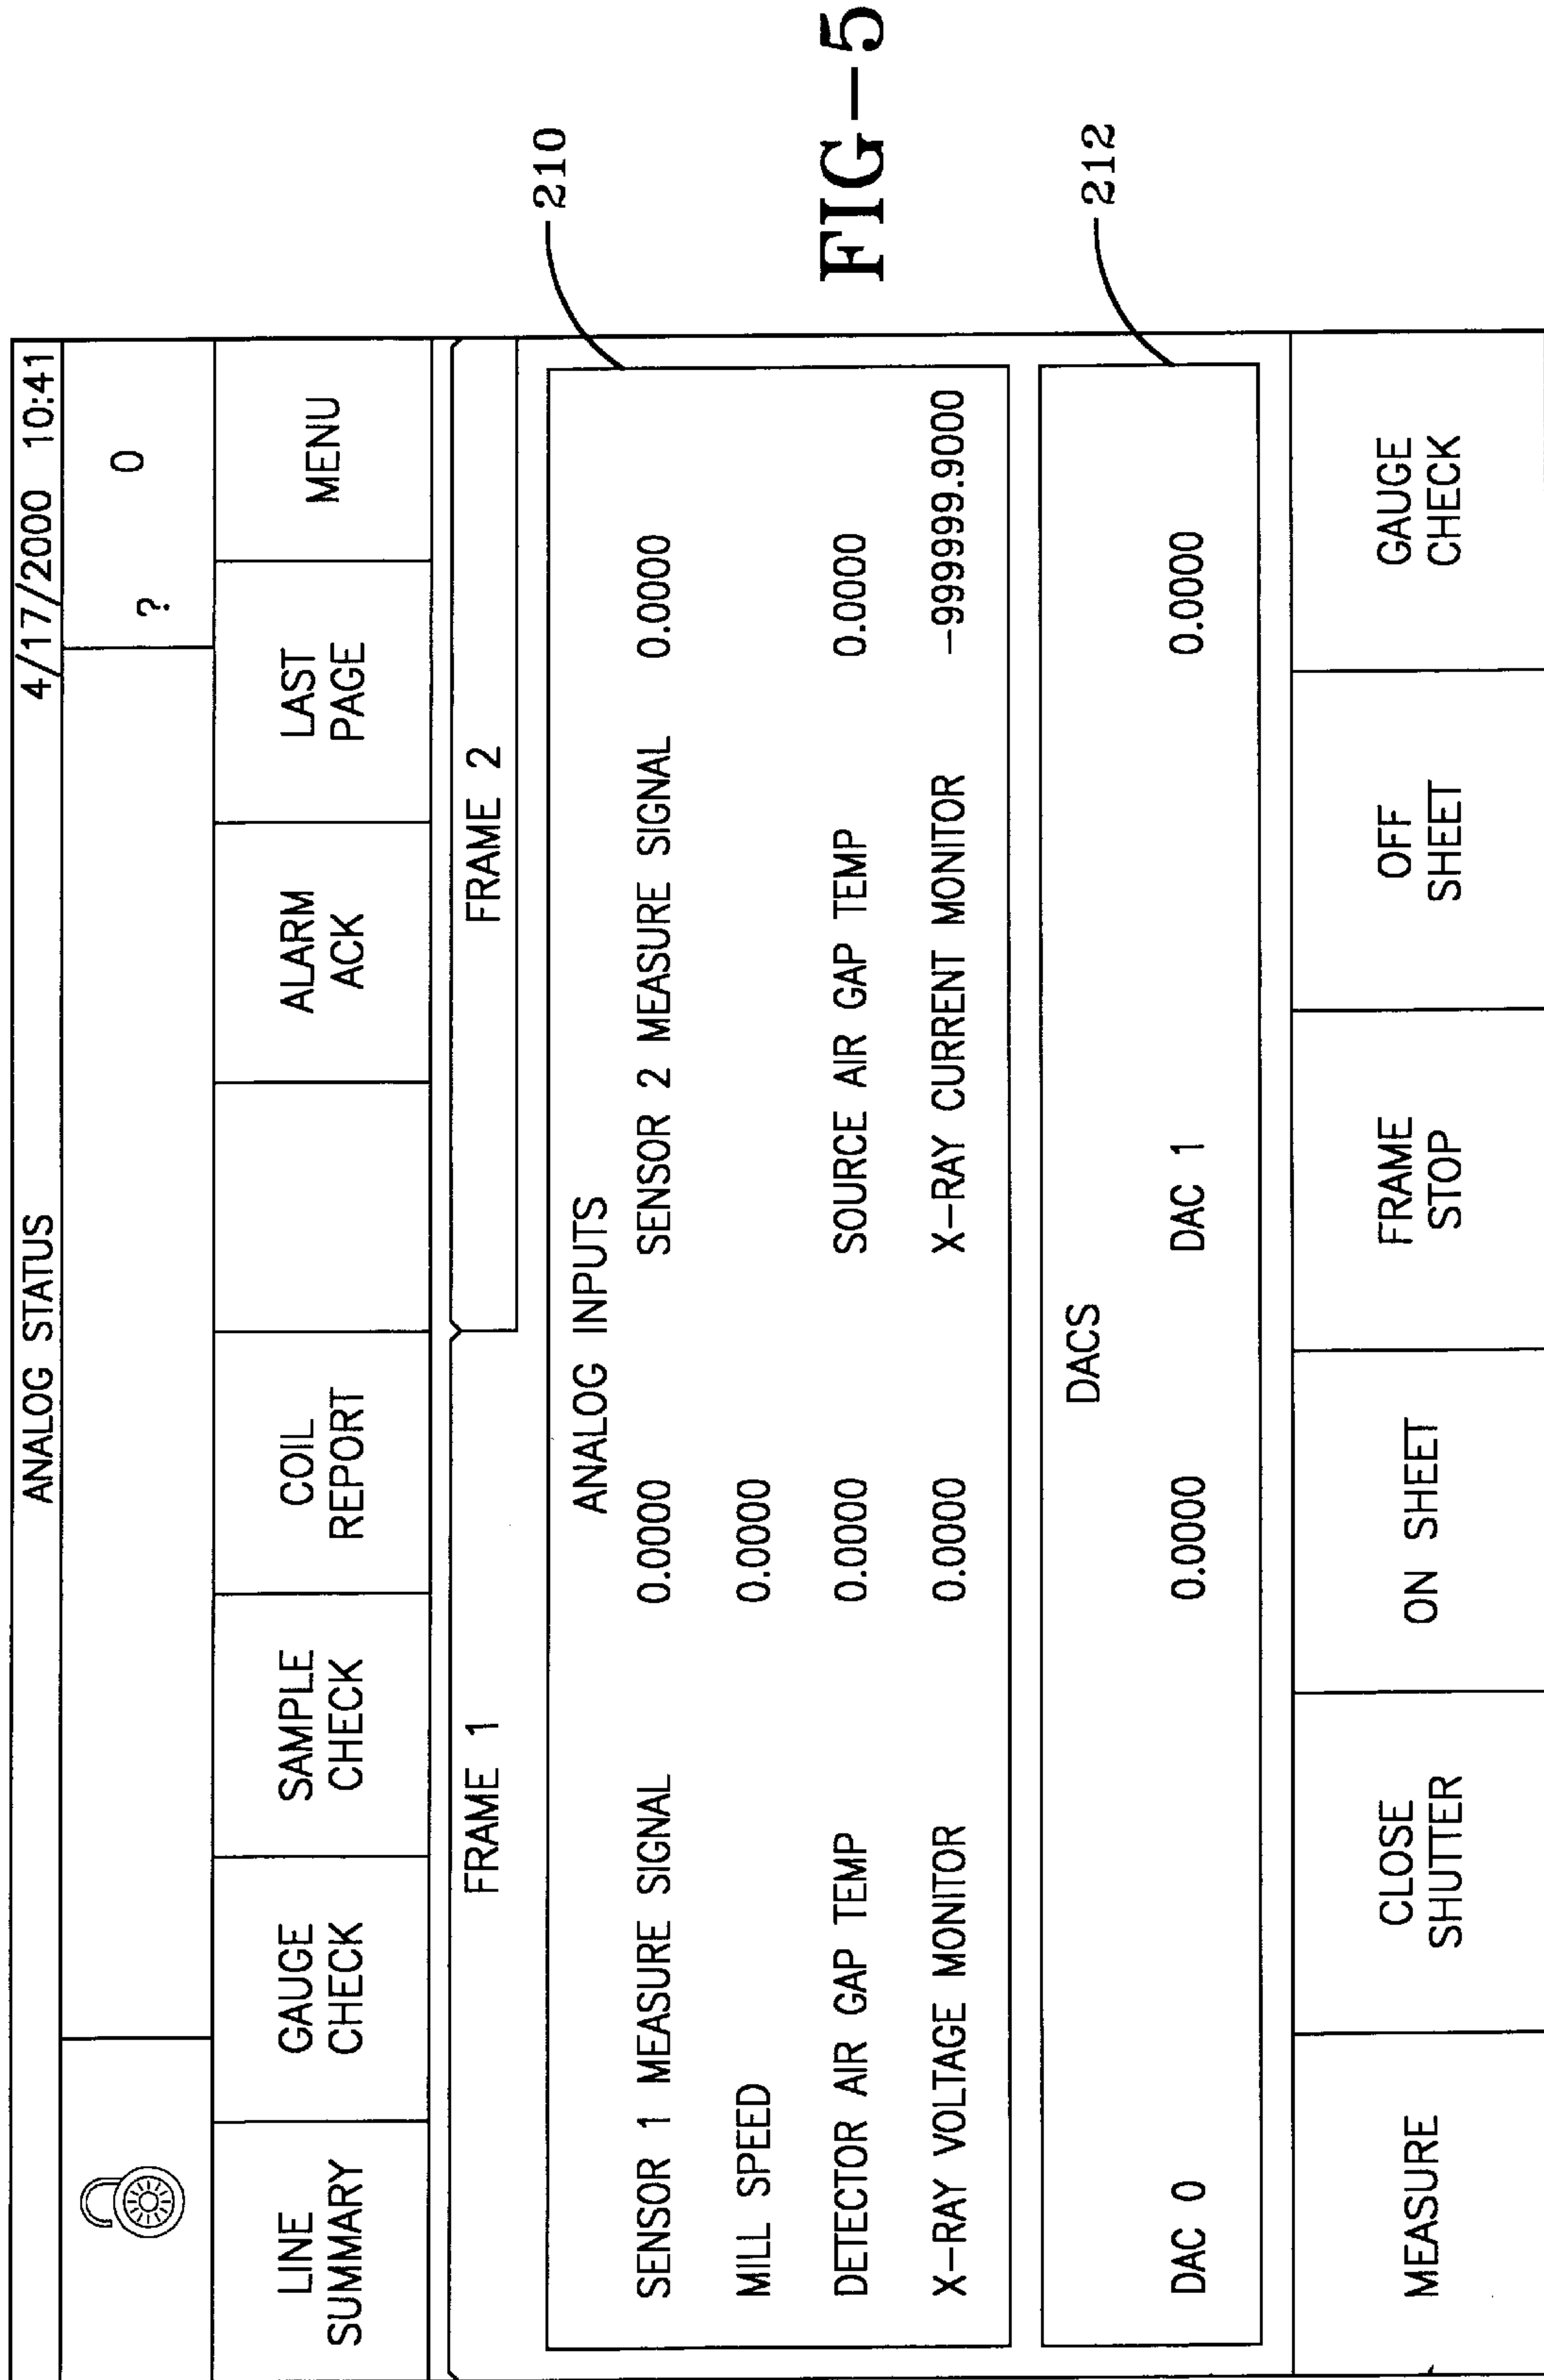 ANALOG STATUS 4/17/2000 10:41
? 0
LINE
SUMMARY
GAUGE
CHECK
SAMPLE
CHECK
COIL
REPORT
ALARM
ACK
LAST
PAGE
MENU
FRAME 1
FRAME 2
ANALOG INPUTS
SENSOR 1 MEASURE SIGNAL 0.0000 SENSOR 2 MEASURE SIGNAL 0.0000
MILL SPEED 0.0000
DETECTOR AIR GAP TEMP 0.0000 SOURCE AIR GAP TEMP 0.0000
X-RAY VOLTAGE MONITOR 0.0000 X-RAY CURRENT MONITOR -999999.9000
210
DACS
DAC 0 0.0000 DAC 1 0.0000
212
MEASURE
CLOSE
SHUTTER
ON SHEET
FRAME
STOP
OFF
SHEET
GAUGE
CHECK
FIG-5